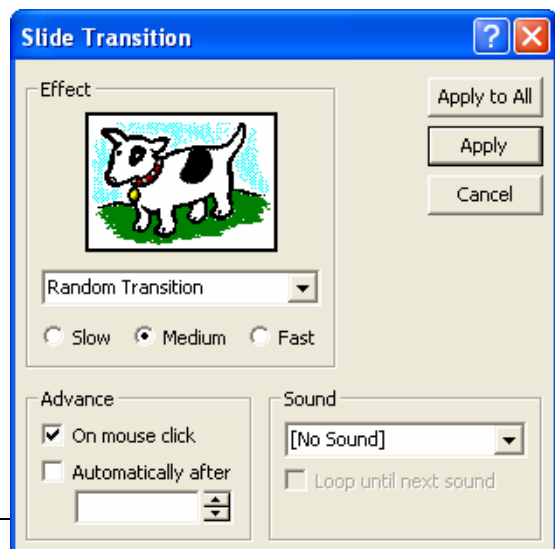 Slide Transition
Effect
Apply to All
Apply
Cancel
Random Transition
Slow Medium Fast
Advance
On mouse click
Automatically after
Sound
[No Sound]
Loop until next sound